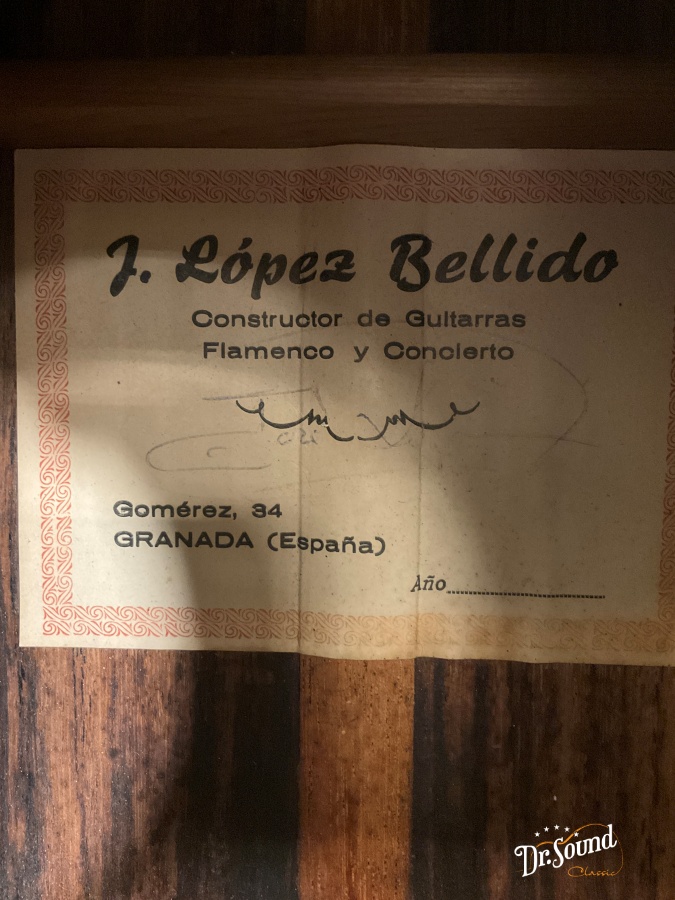 J. López Bellido
Constructor de Guitarras
Flamenco y Concierto
Gomérez, 34
GRANADA (España)
Año
Dr. Sound
Classic